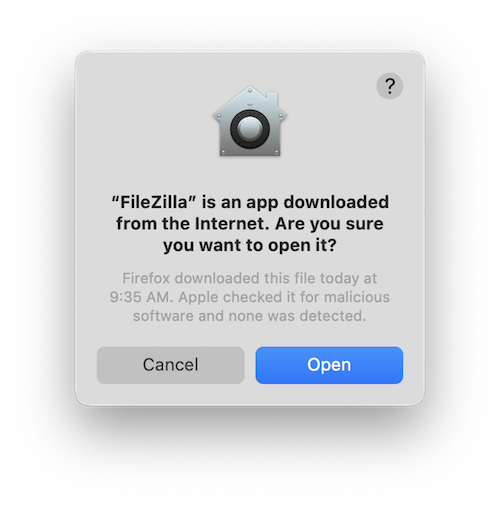 ?
“FileZilla” is an app downloaded
from the Internet. Are you sure
you want to open it?
Firefox downloaded this file today at
9:35 AM. Apple checked it for malicious
software and none was detected.
Cancel
Open